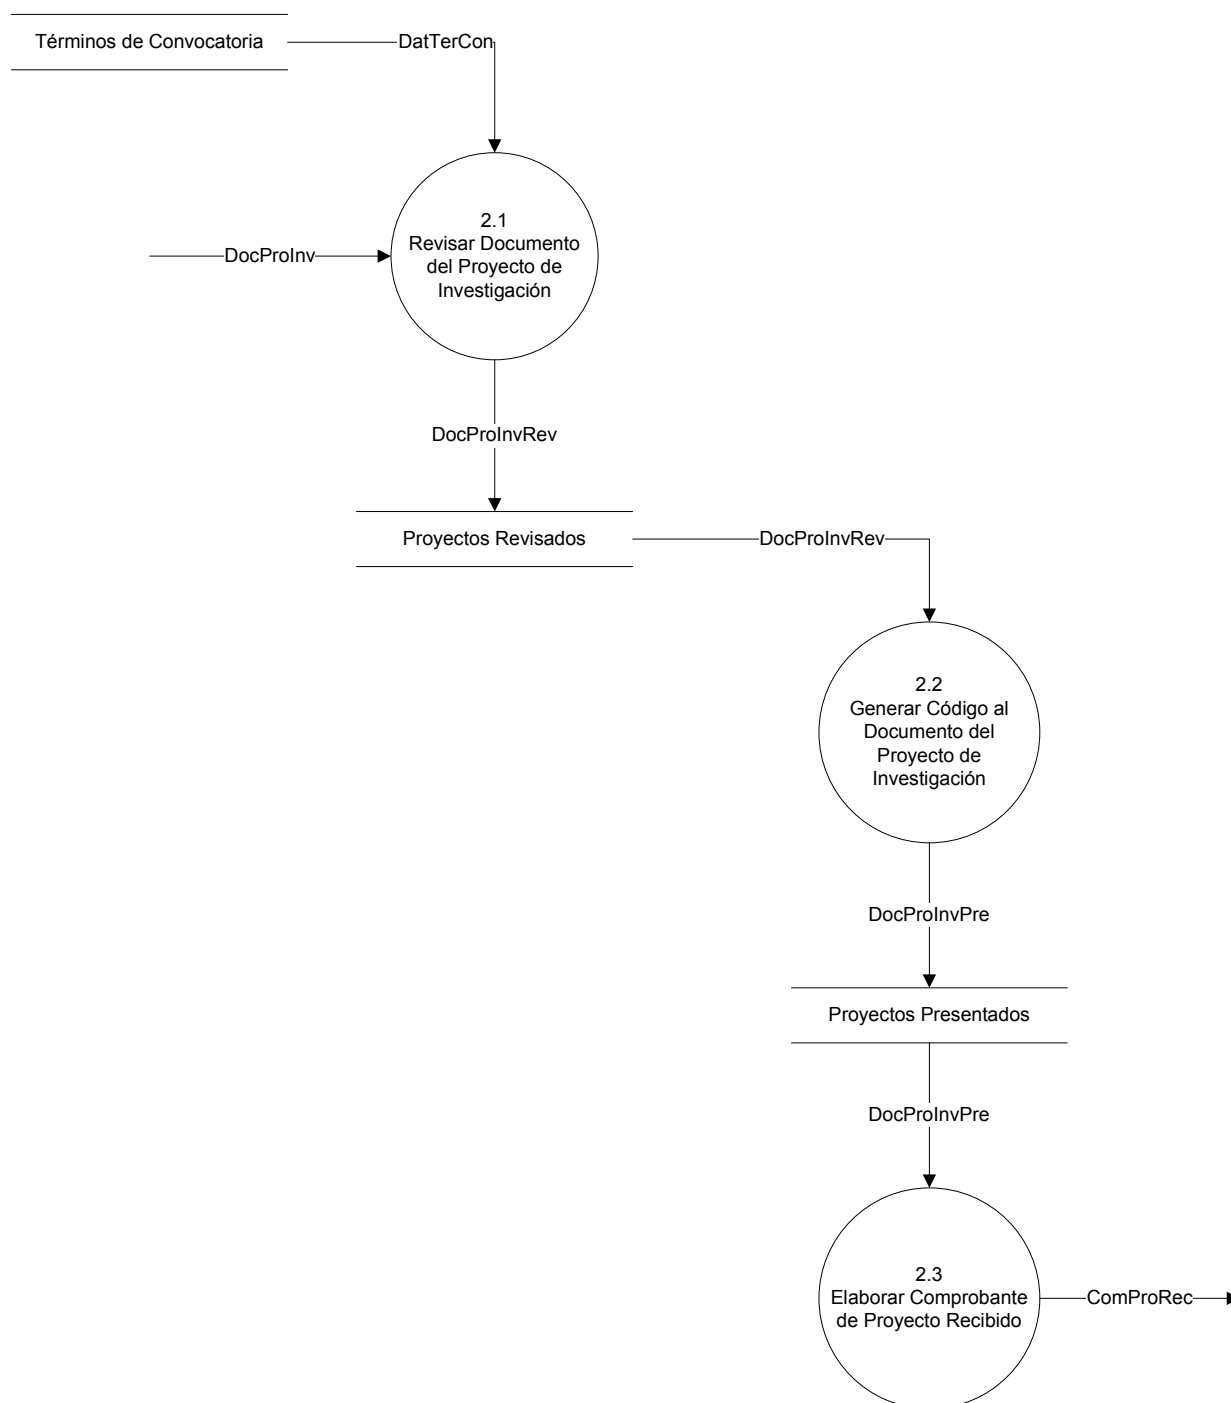 Términos de Convocatoria
DatTerCon
2.1
Revisar Documento
del Proyecto de
Investigación
DocProInv
DocProInvRev
Proyectos Revisados
DocProInvRev
2.2
Generar Código al
Documento del
Proyecto de
Investigación
DocProInvPre
Proyectos Presentados
DocProInvPre
2.3
Elaborar Comprobante
de Proyecto Recibido
ComProRec